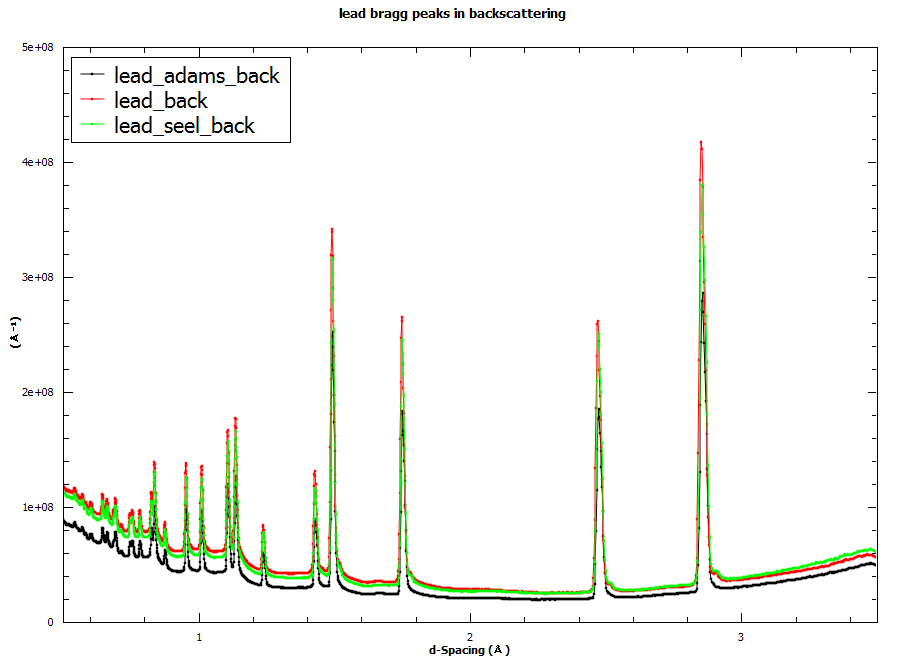 lead bragg peaks in backscattering
5e+08
lead_adams_back
lead_back
lead_seel_back
4e+08
3e+08
(Å⁻¹)
2e+08
1e+08
0
1
2
3
d-Spacing (Å)